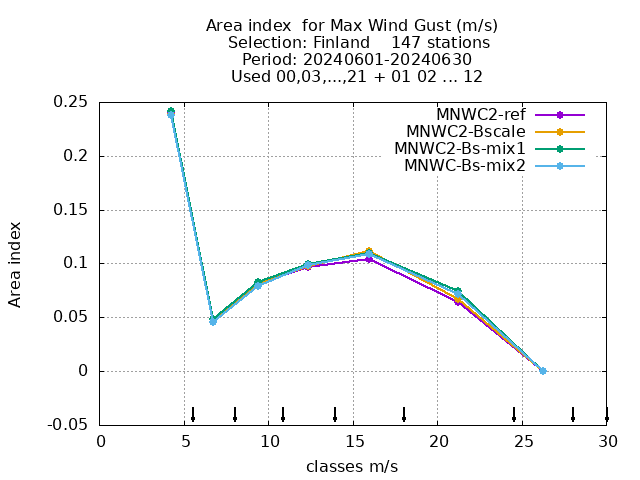 Area index  for Max Wind Gust (m/s)
Selection: Finland    147 stations
Period: 20240601-20240630
Used 00,03,...,21 + 01 02 ... 12
MNWC2-ref
MNWC2-Bscale
MNWC2-Bs-mix1
MNWC-Bs-mix2
0.25
0.2
0.15
0.1
0.05
0
-0.05
Area index
0 5 10 15 20 25 30
classes m/s